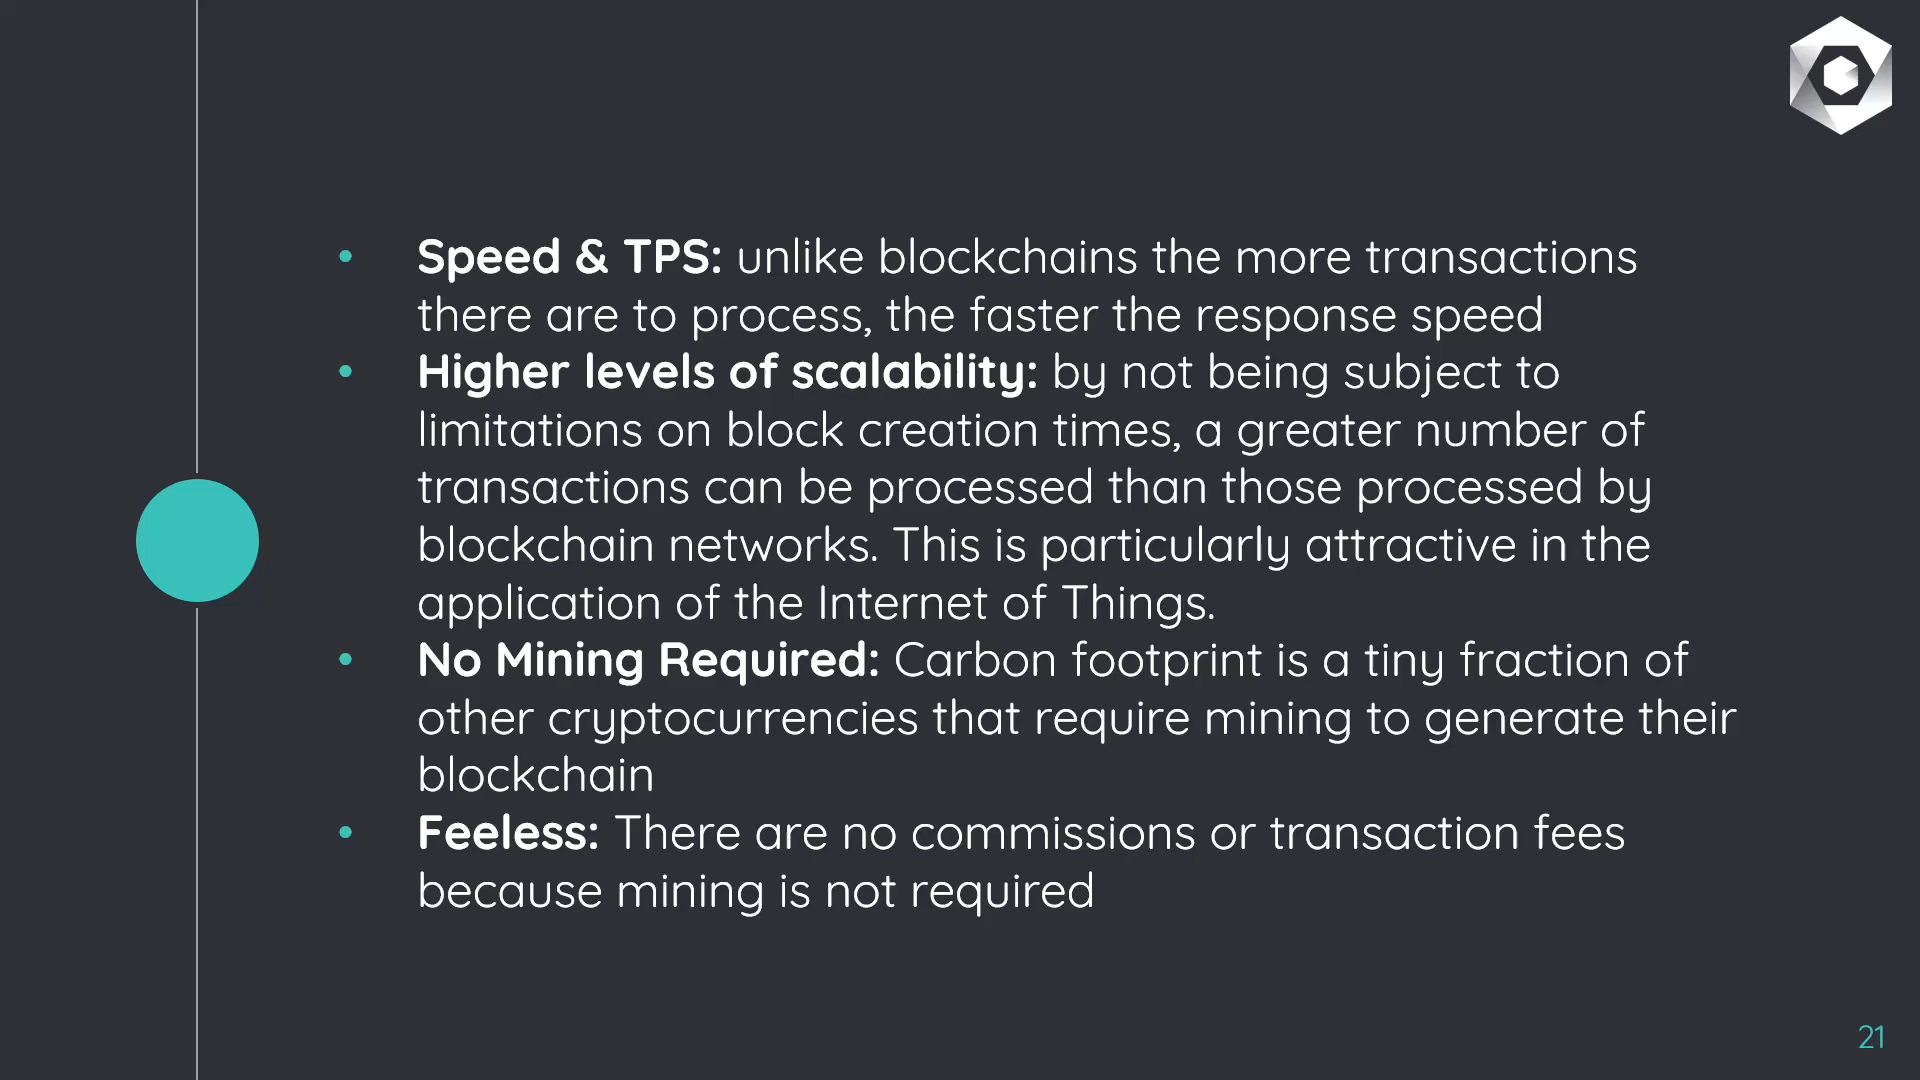 • Speed & TPS: unlike blockchains the more transactions
there are to process, the faster the response speed
• Higher levels of scalability: by not being subject to
limitations on block creation times, a greater number of
transactions can be processed than those processed by
blockchain networks. This is particularly attractive in the
application of the Internet of Things.
• No Mining Required: Carbon footprint is a tiny fraction of
other cryptocurrencies that require mining to generate their
blockchain
• Feeless: There are no commissions or transaction fees
because mining is not required
21